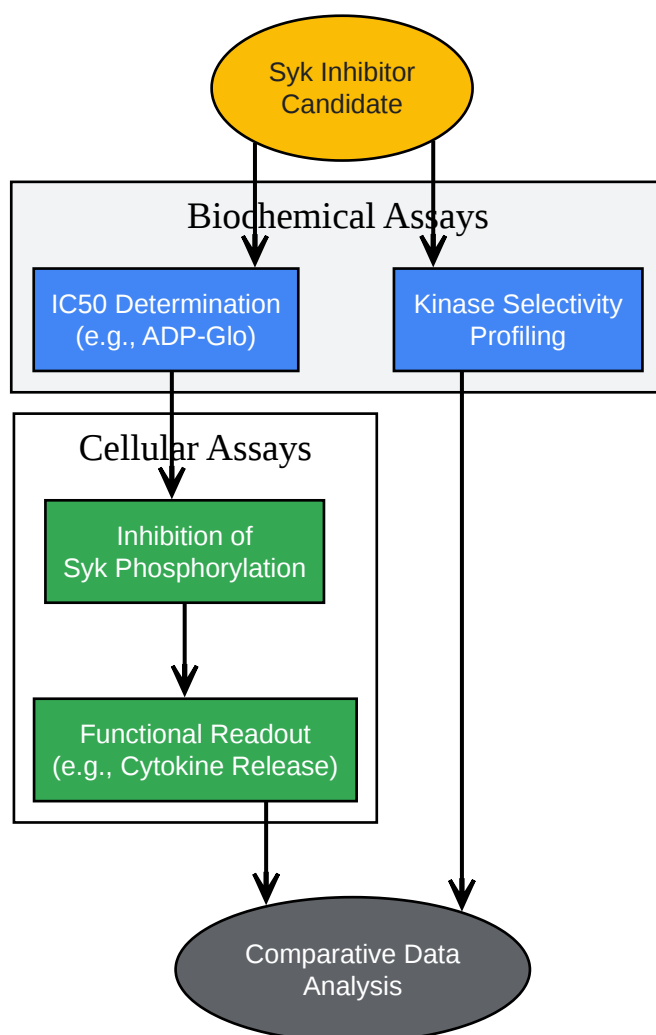 Syk Inhibitor
Candidate
Biochemical Assays
IC50 Determination
(e.g., ADP-Glo)
Kinase Selectivity
Profiling
Cellular Assays
Inhibition of
Syk Phosphorylation
Functional Readout
(e.g., Cytokine Release)
Comparative Data
Analysis